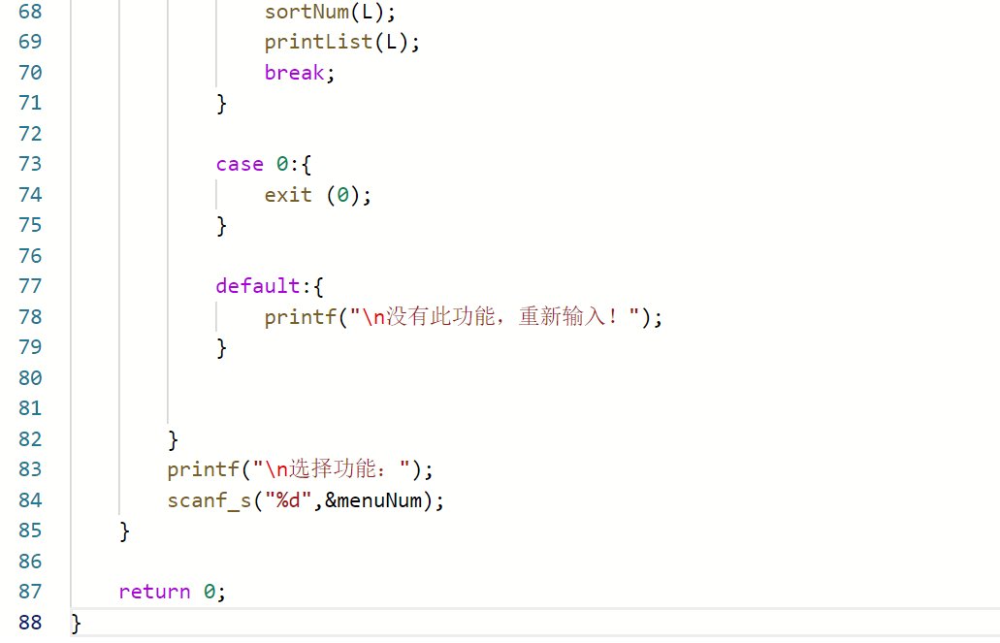 68 sortNum(L);
69 printList(L);
70 break;
71 }
72
73 case 0:{
74 exit (0);
75 }
76
77 default:{
78 printf("\n没有此功能，重新输入！");
79 }
80
81
82 }
83 printf("\n选择功能：");
84 scanf_s("%d",&menuNum);
85 }
86
87 return 0;
88 }